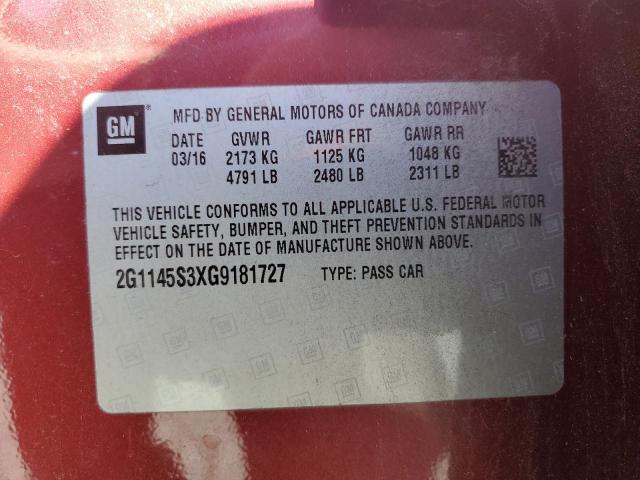 GM
MFD BY GENERAL MOTORS OF CANADA COMPANY
DATE GVWR GAWR FRT GAWR RR
03/16 2173 KG 1125 KG 1048 KG
4791 LB 2480 LB 2311 LB
THIS VEHICLE CONFORMS TO ALL APPLICABLE U.S. FEDERAL MOTOR
VEHICLE SAFETY, BUMPER, AND THEFT PREVENTION STANDARDS IN
EFFECT ON THE DATE OF MANUFACTURE SHOWN ABOVE.
2G1145S3XG9181727 TYPE: PASS CAR